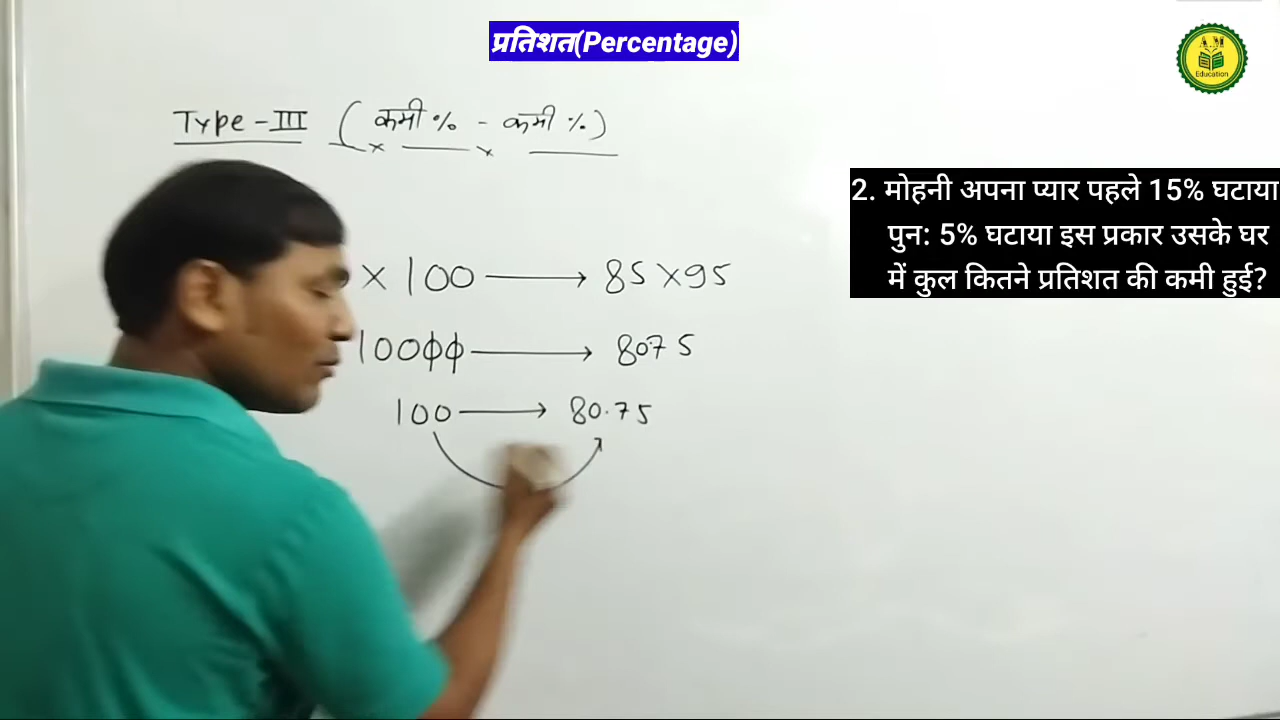 प्रतिशत(Percentage)
Education
Type-III (कमी % - कमी %)
2. मोहनी अपना प्यार पहले 15% घटाया
पुन: 5% घटाया इस प्रकार उसके घर
में कुल कितने प्रतिशत की कमी हुई?
× 100 → 85 × 95
10000 → 8075
100 → 80.75